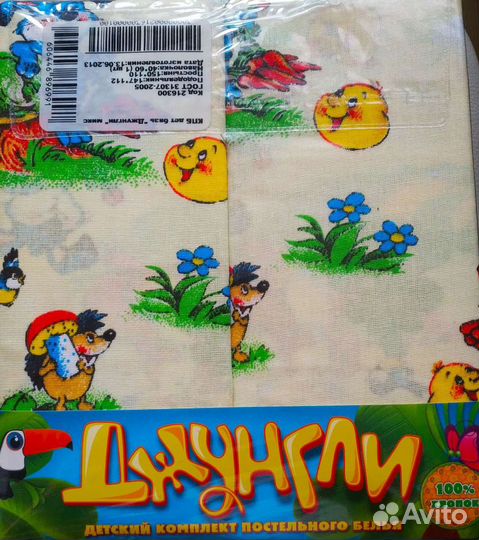 КПБ дет бязь "Джунгли" микс
Код 216300
ГОСТ 31307-2005
Пододеяльник:147*112
Простыня:150*110
Наволочка:40*60 (1 шт)
Дата изготовления:13.06.2013
ДЖУНГЛИ
ДЕТСКИЙ КОМПЛЕКТ ПОСТЕЛЬНОГО БЕЛЬЯ
100%
ХЛОПОК
Avito